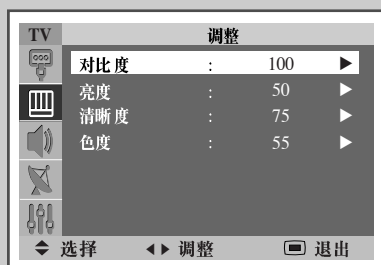 TV 调整
对比度 : 100 ▶
亮度 : 50 ▶
清晰度 : 75 ▶
色度 : 55 ▶
选择 调整 退出